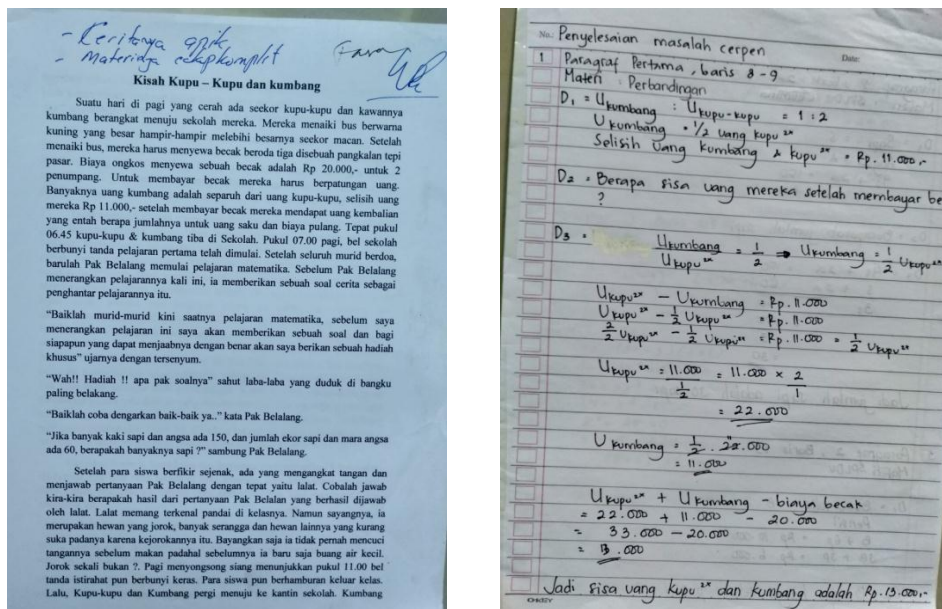 - Ceritanya apik
- Materinya cukup komplit
Kisah Kupu – Kupu dan kumbang
Suatu hari di pagi yang cerah ada seekor kupu-kupu dan kawannya
kumbang berangkat menuju sekolah mereka. Mereka menaiki bus berwarna
kuning yang besar hampir-hampir melebihi besarnya seekor macan. Setelah
menaiki bus, mereka harus menyewa becak beroda tiga disebuah pangkalan tepi
pasar. Biaya ongkos menyewa sebuah becak adalah Rp 20.000,- untuk 2
penumpang. Untuk membayar becak mereka harus berpatungan uang.
Banyaknya uang kumbang adalah separuh dari uang kupu-kupu, selisih uang
mereka Rp 11.000,- setelah membayar becak mereka mendapat uang kembalian
yang entah berapa jumlahnya untuk uang saku dan biaya pulang. Tepat pukul
06.45 kupu-kupu & kumbang tiba di Sekolah. Pukul 07.00 pagi, bel sekolah
berbunyi tanda pelajaran pertama telah dimulai. Setelah seluruh murid berdoa,
barulah Pak Belalang memulai pelajaran matematika. Sebelum Pak Belalang
menerangkan pelajarannya kali ini, ia memberikan sebuah soal cerita sebagai
penghantar pelajarannya itu.
“Baiklah murid-murid kini saatnya pelajaran matematika, sebelum saya
menerangkan pelajaran ini saya akan memberikan sebuah soal dan bagi
siapapun yang dapat menjaabnya dengan benar akan saya berikan sebuah hadiah
khusus” ujarnya dengan tersenyum.
“Wah!! Hadiah !! apa pak soalnya” sahut laba-laba yang duduk di bangku
paling belakang.
“Baiklah coba dengarkan baik-baik ya..” kata Pak Belalang.
“Jika banyak kaki sapi dan angsa ada 150, dan jumlah ekor sapi dan mara angsa
ada 60, berapakah banyaknya sapi ?” sambung Pak Belalang.
Setelah para siswa berfikir sejenak, ada yang mengangkat tangan dan
menjawab pertanyaan Pak Belalang dengan tepat yaitu lalat. Cobalah jawab
kira-kira berapakah hasil dari pertanyaan Pak Belalan yang berhasil dijawab
oleh lalat. Lalat memang terkenal pandai di kelasnya. Namun sayangnya, ia
merupakan hewan yang jorok, banyak serangga dan hewan lainnya yang kurang
suka padanya karena kejorokannya itu. Bayangkan saja ia tidak pernah mencuci
tangannya sebelum makan padahal sebelumnya ia baru saja buang air kecil.
Jorok sekali bukan ?. Pagi menyongsong siang menunjukkan pukul 11.00 bel
tanda istirahat pun berbunyi keras. Para siswa pun berhamburan keluar kelas.
Lalu, Kupu-kupu dan Kumbang pergi menuju ke kantin sekolah. Kumbang
No.: Penyelesaian masalah cerpen Date:
1 Paragraf Pertama, baris 8 - 9
Materi : Perbandingan
D1 = Ukumbang : Ukupu-kupu = 1 : 2
Ukumbang = 1/2 uang kupu2x
Selisih uang kumbang & kupu2x = Rp. 11.000,-
D2 = Berapa sisa uang mereka setelah membayar be
?
D3 = Ukumbang / Ukupu2x = 1/2 ⇒ Ukumbang = 1/2 Ukupu2x
Ukupu2x - Ukumbang = Rp. 11.000
Ukupu2x - 1/2 Ukupu2x = Rp. 11.000
2/2 Ukupu2x - 1/2 Ukupu2x = Rp. 11.000 = 1/2 Ukupu2x
Ukupu2x = 11.000 / 1/2 = 11.000 × 2/1
= 22.000
Ukumbang = 1/2 . 22.000
= 11.000
Ukupu2x + Ukumbang - biaya becak
= 22.000 + 11.000 - 20.000
= 33.000 - 20.000
= 13.000
Jadi sisa uang kupu2x dan kumbang adalah Rp. 13.000,-